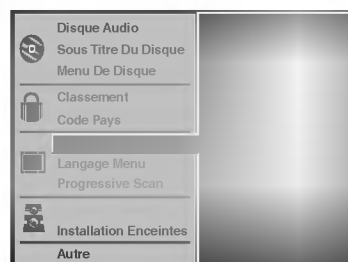 Disque Audio
Sous Titre Du Disque
Menu De Disque
Classement
Code Pays
Langage Menu
Progressive Scan
Installation Enceintes
Autre